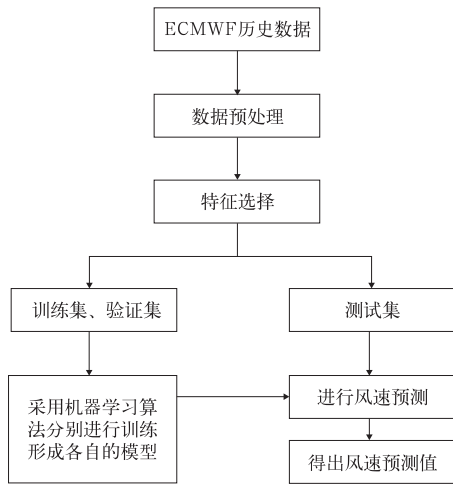 ECMWF历史数据
数据预处理
特征选择
训练集、验证集
测试集
采用机器学习算
法分别进行训练
形成各自的模型
进行风速预测
得出风速预测值